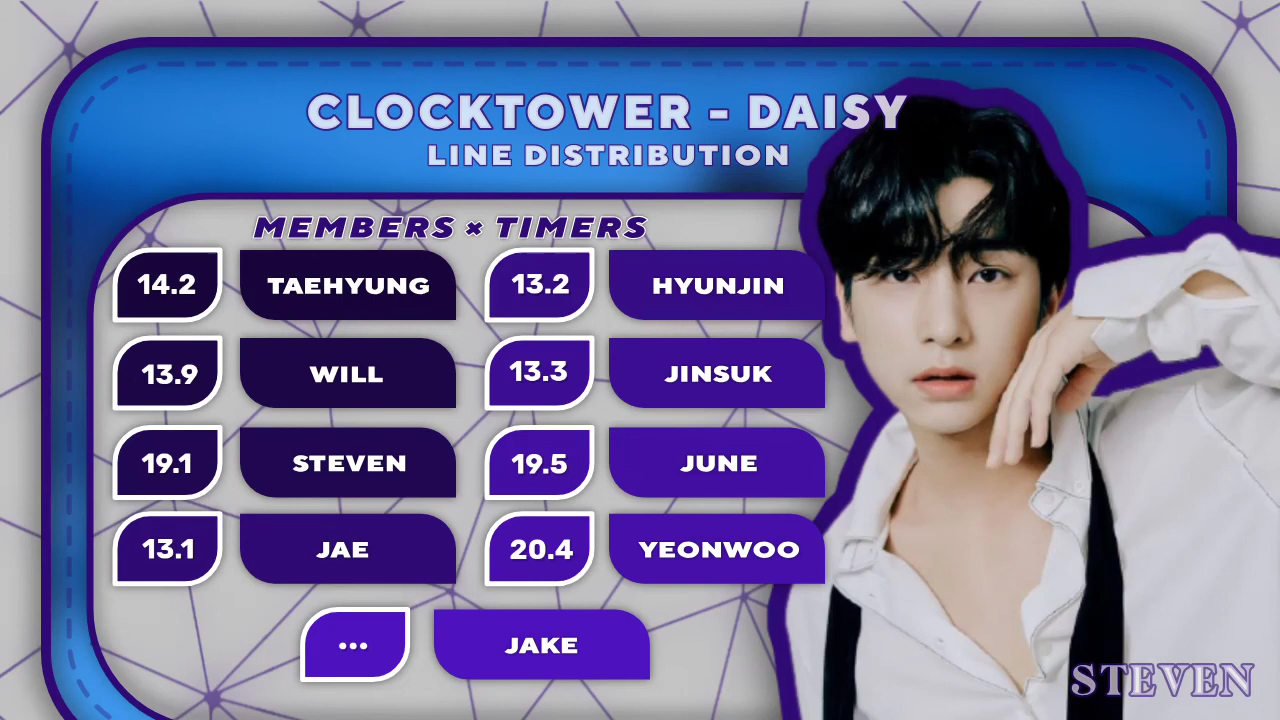 CLOCKTOWER - DAISY
LINE DISTRIBUTION
MEMBERS × TIMERS
14.2 TAEHYUNG 13.2 HYUNJIN
13.9 WILL 13.3 JINSUK
19.1 STEVEN 19.5 JUNE
13.1 JAE 20.4 YEONWOO
... JAKE
STEVEN